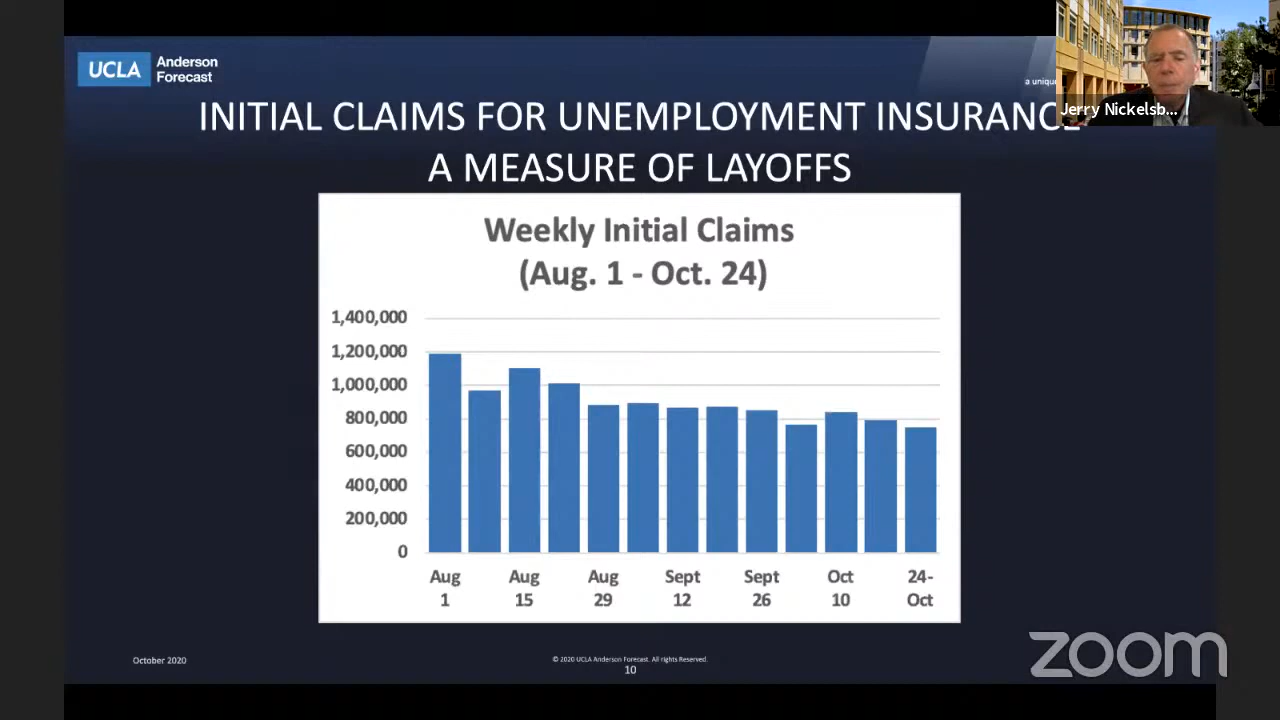 UCLA Anderson
Forecast
a unique
Jerry Nickelsb...
INITIAL CLAIMS FOR UNEMPLOYMENT INSURANCE
A MEASURE OF LAYOFFS
Weekly Initial Claims
(Aug. 1 - Oct. 24)
1,400,000
1,200,000
1,000,000
800,000
600,000
400,000
200,000
0
Aug Aug Aug Sept Sept Oct 24-
1 15 29 12 26 10 Oct
October 2020
© 2020 UCLA Anderson Forecast. All rights Reserved.
10
zoom